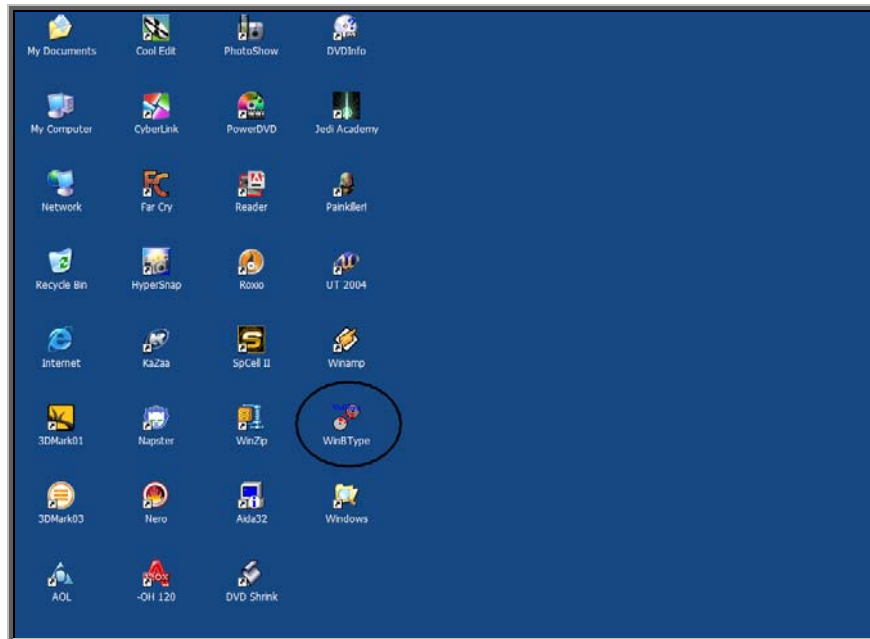 My Documents Cool Edit PhotoShow DVDInfo
My Computer CyberLink PowerDVD Jedi Academy
Network Far Cry Reader Painkiller!
Recycle Bin HyperSnap Roxio UT 2004
Internet KaZaa SpCell II Winamp
3DMark01 Napster WinZip WinBType
3DMark03 Nero Aida32 Windows
AOL -OH 120 DVD Shrink